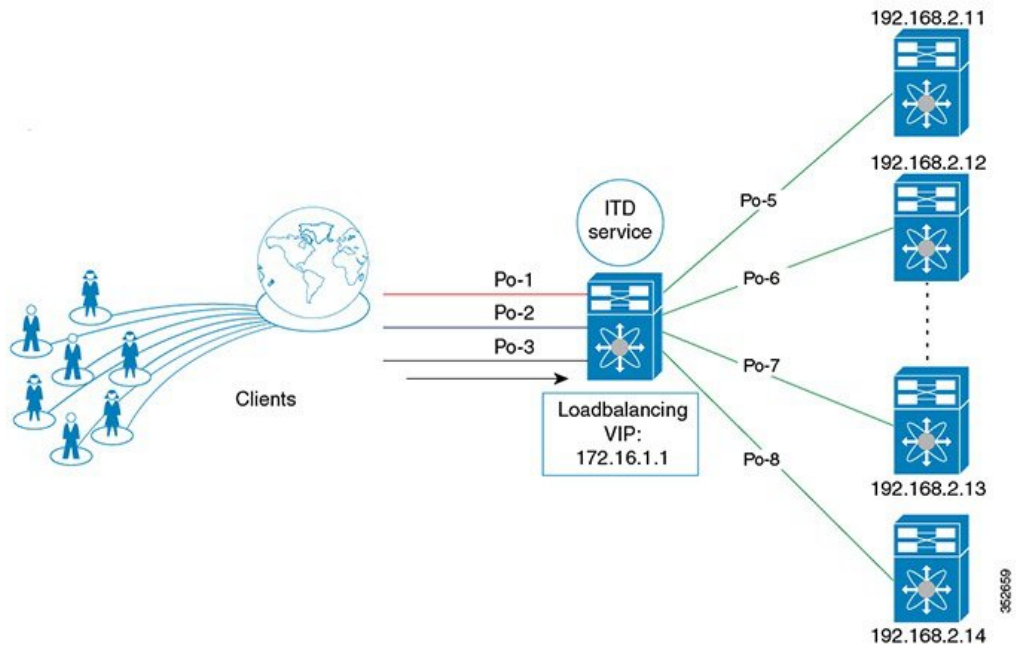 192.168.2.11
192.168.2.12
Po-5
ITD
service
Po-6
Po-1
Po-2
Po-3
Po-7
Clients
Loadbalancing
VIP:
172.16.1.1
Po-8
192.168.2.13
192.168.2.14
352659